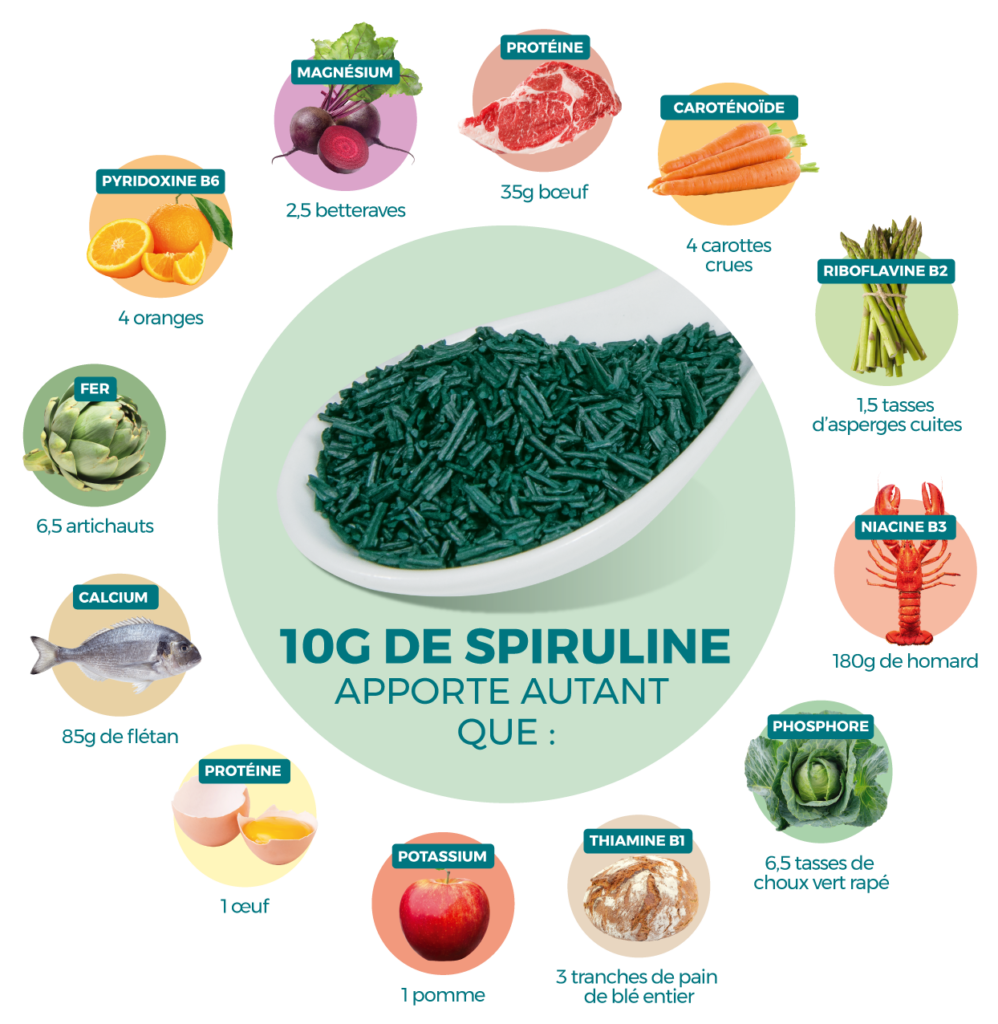 10G DE SPIRULINE
APPORTE AUTANT
QUE :
PROTÉINE
35g bœuf
CAROTÉNOÏDE
4 carottes
crues
RIBOFLAVINE B2
1,5 tasses
d'asperges cuites
NIACINE B3
180g de homard
PHOSPHORE
6,5 tasses de
choux vert rapé
THIAMINE B1
3 tranches de pain
de blé entier
POTASSIUM
1 pomme
PROTÉINE
1 œuf
CALCIUM
85g de flétan
FER
6,5 artichauts
PYRIDOXINE B6
4 oranges
MAGNÉSIUM
2,5 betteraves